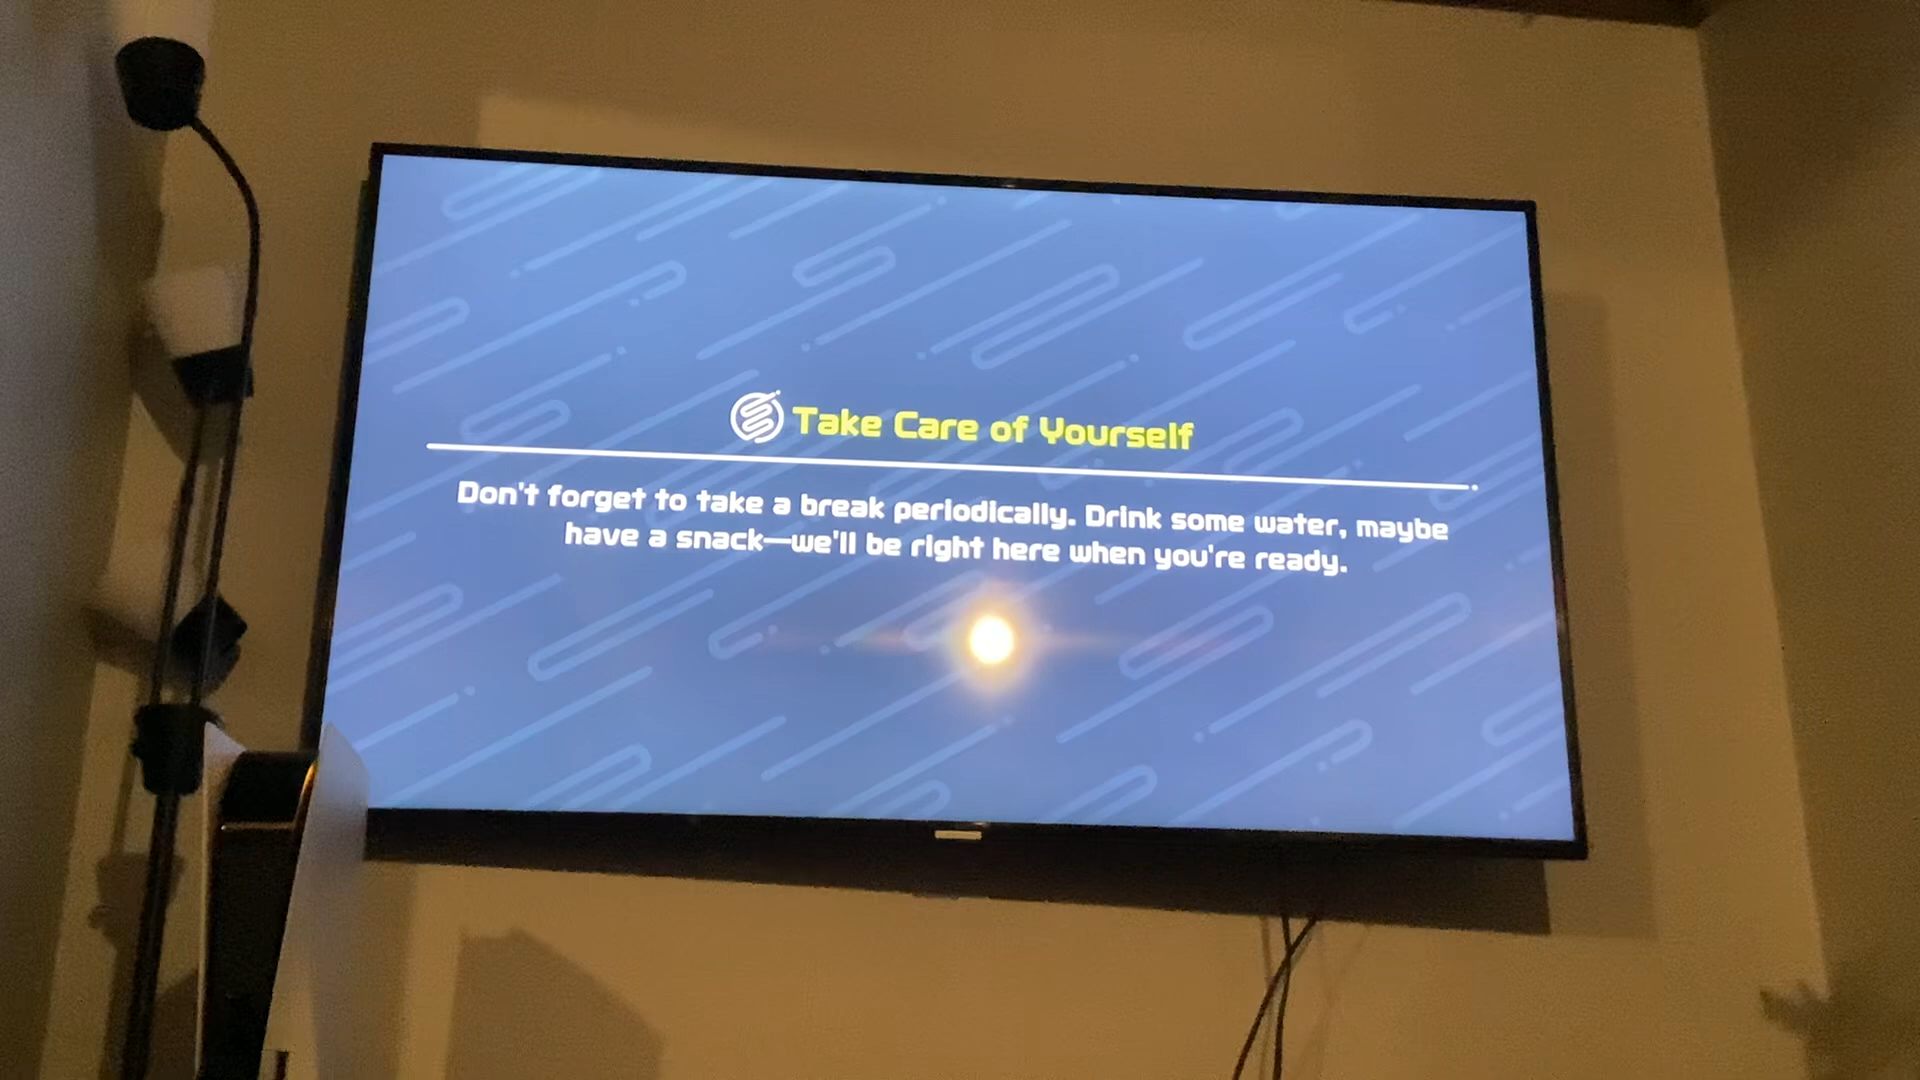 Take Care of Yourself
Don't forget to take a break periodically. Drink some water, maybe
have a snack—we'll be right here when you're ready.